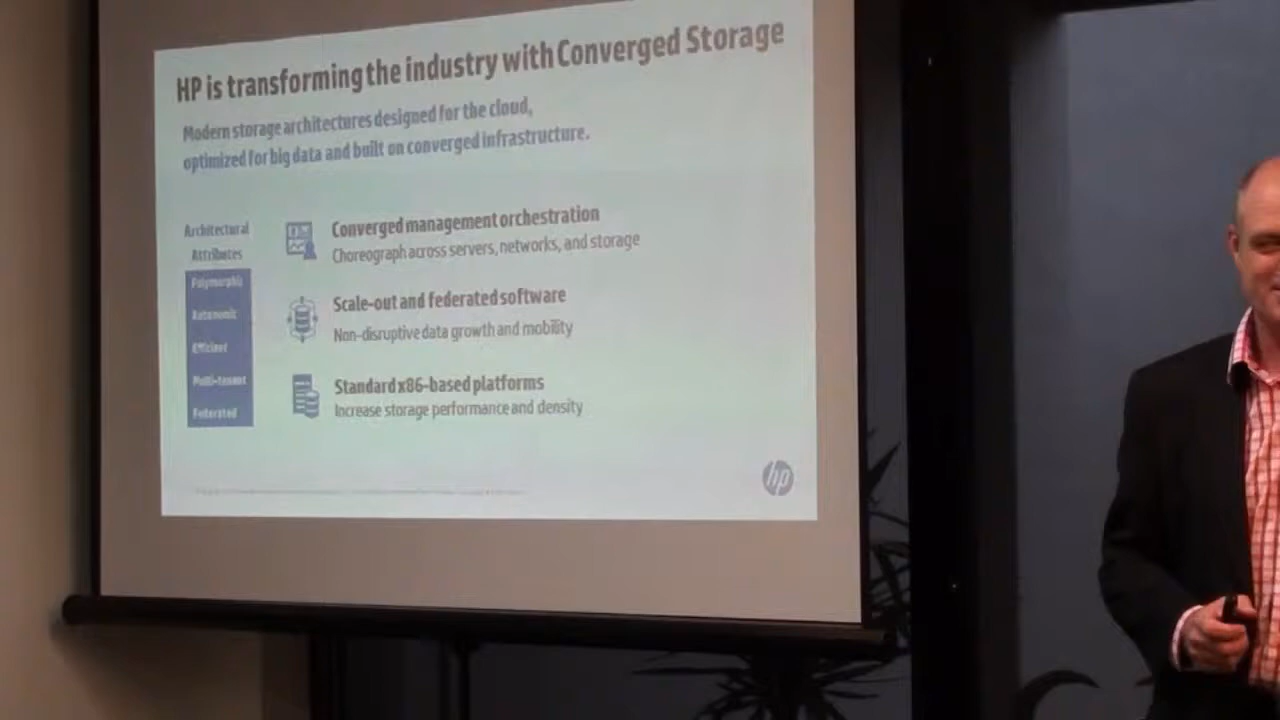 HP is transforming the industry with Converged Storage
Modern storage architectures designed for the cloud,
optimized for big data and built on converged infrastructure.
Architectural
Attributes
Polymorphic
Autonomic
Efficient
Multi-tenant
Federated
Converged management orchestration
Choreograph across servers, networks, and storage
Scale-out and federated software
Non-disruptive data growth and mobility
Standard x86-based platforms
Increase storage performance and density
hp